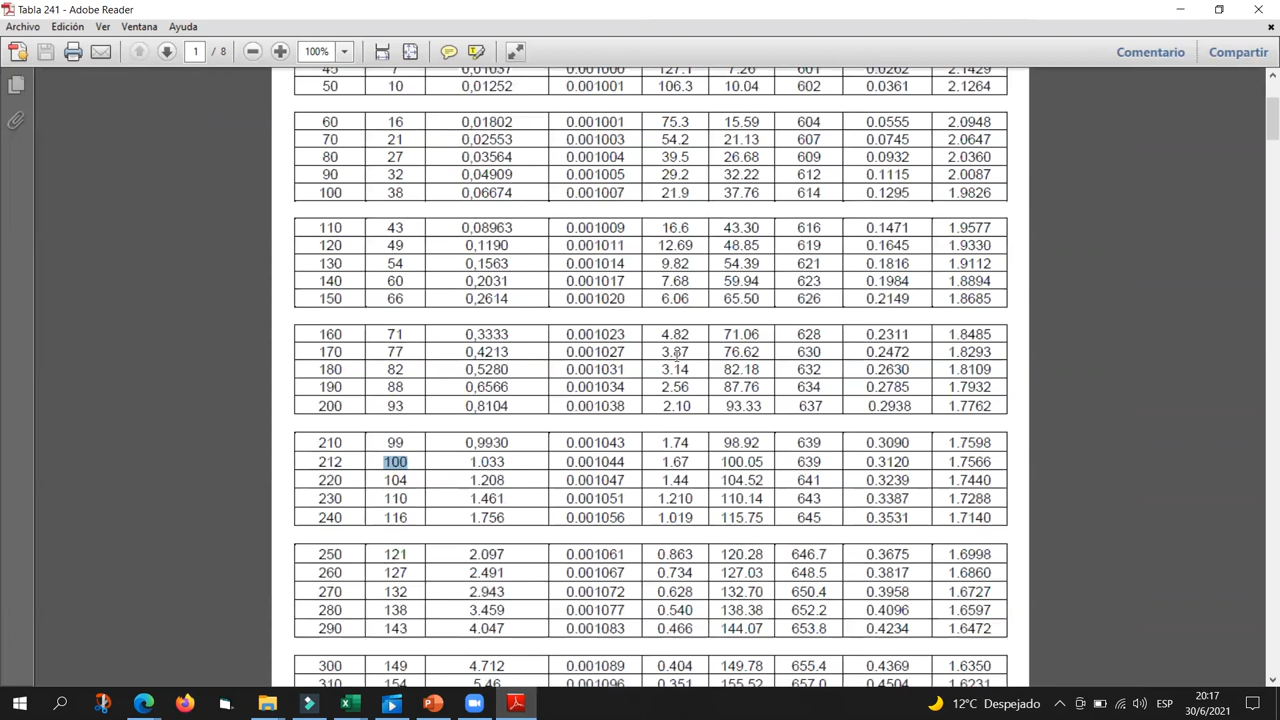 Tabla 241 - Adobe Reader
Archivo Edición Ver Ventana Ayuda
1 / 8 100% Comentario Compartir
45 7 0,01037 0.001000 127.1 7.26 601 0.0262 2.1429
50 10 0,01252 0.001001 106.3 10.04 602 0.0361 2.1264
60 16 0,01802 0.001001 75.3 15.59 604 0.0555 2.0948
70 21 0,02553 0.001003 54.2 21.13 607 0.0745 2.0647
80 27 0,03564 0.001004 39.5 26.68 609 0.0932 2.0360
90 32 0,04909 0.001005 29.2 32.22 612 0.1115 2.0087
100 38 0,06674 0.001007 21.9 37.76 614 0.1295 1.9826
110 43 0,08963 0.001009 16.6 43.30 616 0.1471 1.9577
120 49 0,1190 0.001011 12.69 48.85 619 0.1645 1.9330
130 54 0,1563 0.001014 9.82 54.39 621 0.1816 1.9112
140 60 0,2031 0.001017 7.68 59.94 623 0.1984 1.8894
150 66 0,2614 0.001020 6.06 65.50 626 0.2149 1.8685
160 71 0,3333 0.001023 4.82 71.06 628 0.2311 1.8485
170 77 0,4213 0.001027 3.87 76.62 630 0.2472 1.8293
180 82 0,5280 0.001031 3.14 82.18 632 0.2630 1.8109
190 88 0,6566 0.001034 2.56 87.76 634 0.2785 1.7932
200 93 0,8104 0.001038 2.10 93.33 637 0.2938 1.7762
210 99 0,9930 0.001043 1.74 98.92 639 0.3090 1.7598
212 100 1.033 0.001044 1.67 100.05 639 0.3120 1.7566
220 104 1.208 0.001047 1.44 104.52 641 0.3239 1.7440
230 110 1.461 0.001051 1.210 110.14 643 0.3387 1.7288
240 116 1.756 0.001056 1.019 115.75 645 0.3531 1.7140
250 121 2.097 0.001061 0.863 120.28 646.7 0.3675 1.6998
260 127 2.491 0.001067 0.734 127.03 648.5 0.3817 1.6860
270 132 2.943 0.001072 0.628 132.70 650.4 0.3958 1.6727
280 138 3.459 0.001077 0.540 138.38 652.2 0.4096 1.6597
290 143 4.047 0.001083 0.466 144.07 653.8 0.4234 1.6472
300 149 4.712 0.001089 0.404 149.78 655.4 0.4369 1.6350
310 154 5.46 0.001096 0.351 155.52 657.0 0.4504 1.6231
12°C Despejado ESP 20:17
30/6/2021